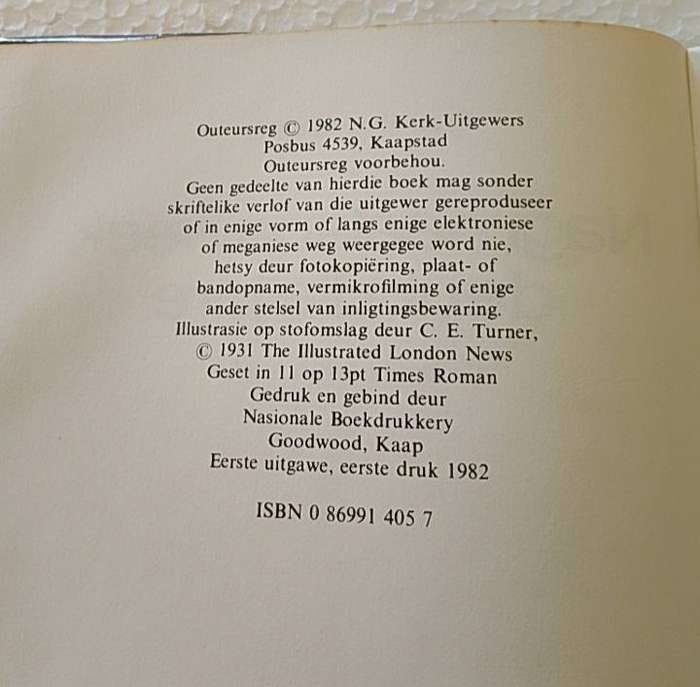 Outeursreg © 1982 N.G. Kerk-Uitgewers
Posbus 4539, Kaapstad
Outeursreg voorbehou.
Geen gedeelte van hierdie boek mag sonder
skriftelike verlof van die uitgewer gereproduseer
of in enige vorm of langs enige elektroniese
of meganiese weg weergegee word nie,
hetsy deur fotokopiëring, plaat- of
bandopname, vermikrofilming of enige
ander stelsel van inligtingsbewaring.
Illustrasie op stofomslag deur C. E. Turner,
© 1931 The Illustrated London News
Geset in 11 op 13pt Times Roman
Gedruk en gebind deur
Nasionale Boekdrukkery
Goodwood, Kaap
Eerste uitgawe, eerste druk 1982
ISBN 0 86991 405 7